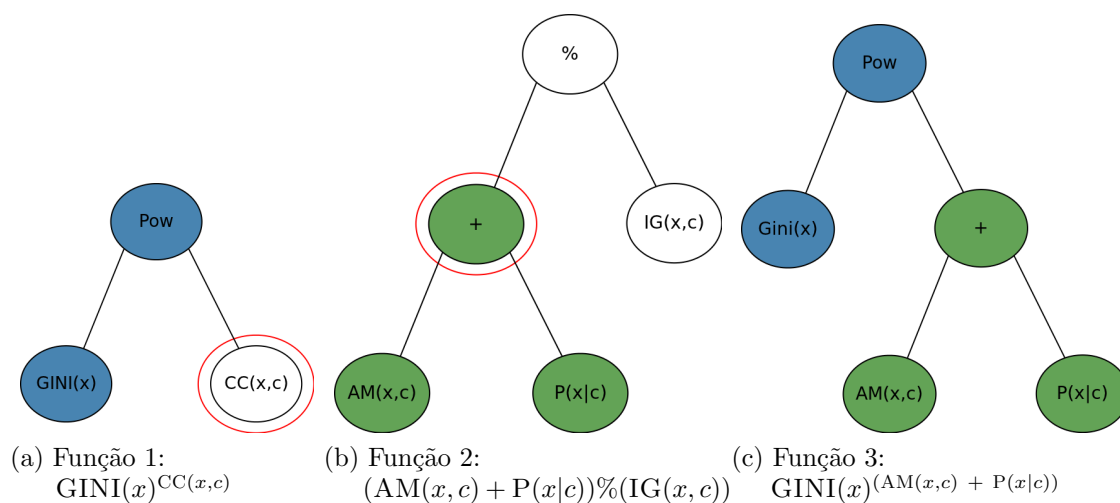 Pow
GINI(x)
CC(x,c)
(a) Função 1:
GINI(x)^CC(x,c)
%
+
IG(x,c)
AM(x,c)
P(x|c)
(b) Função 2:
(AM(x, c) + P(x|c))%(IG(x, c))
Pow
Gini(x)
+
AM(x,c)
P(x|c)
(c) Função 3:
GINI(x)^(AM(x,c) + P(x|c))